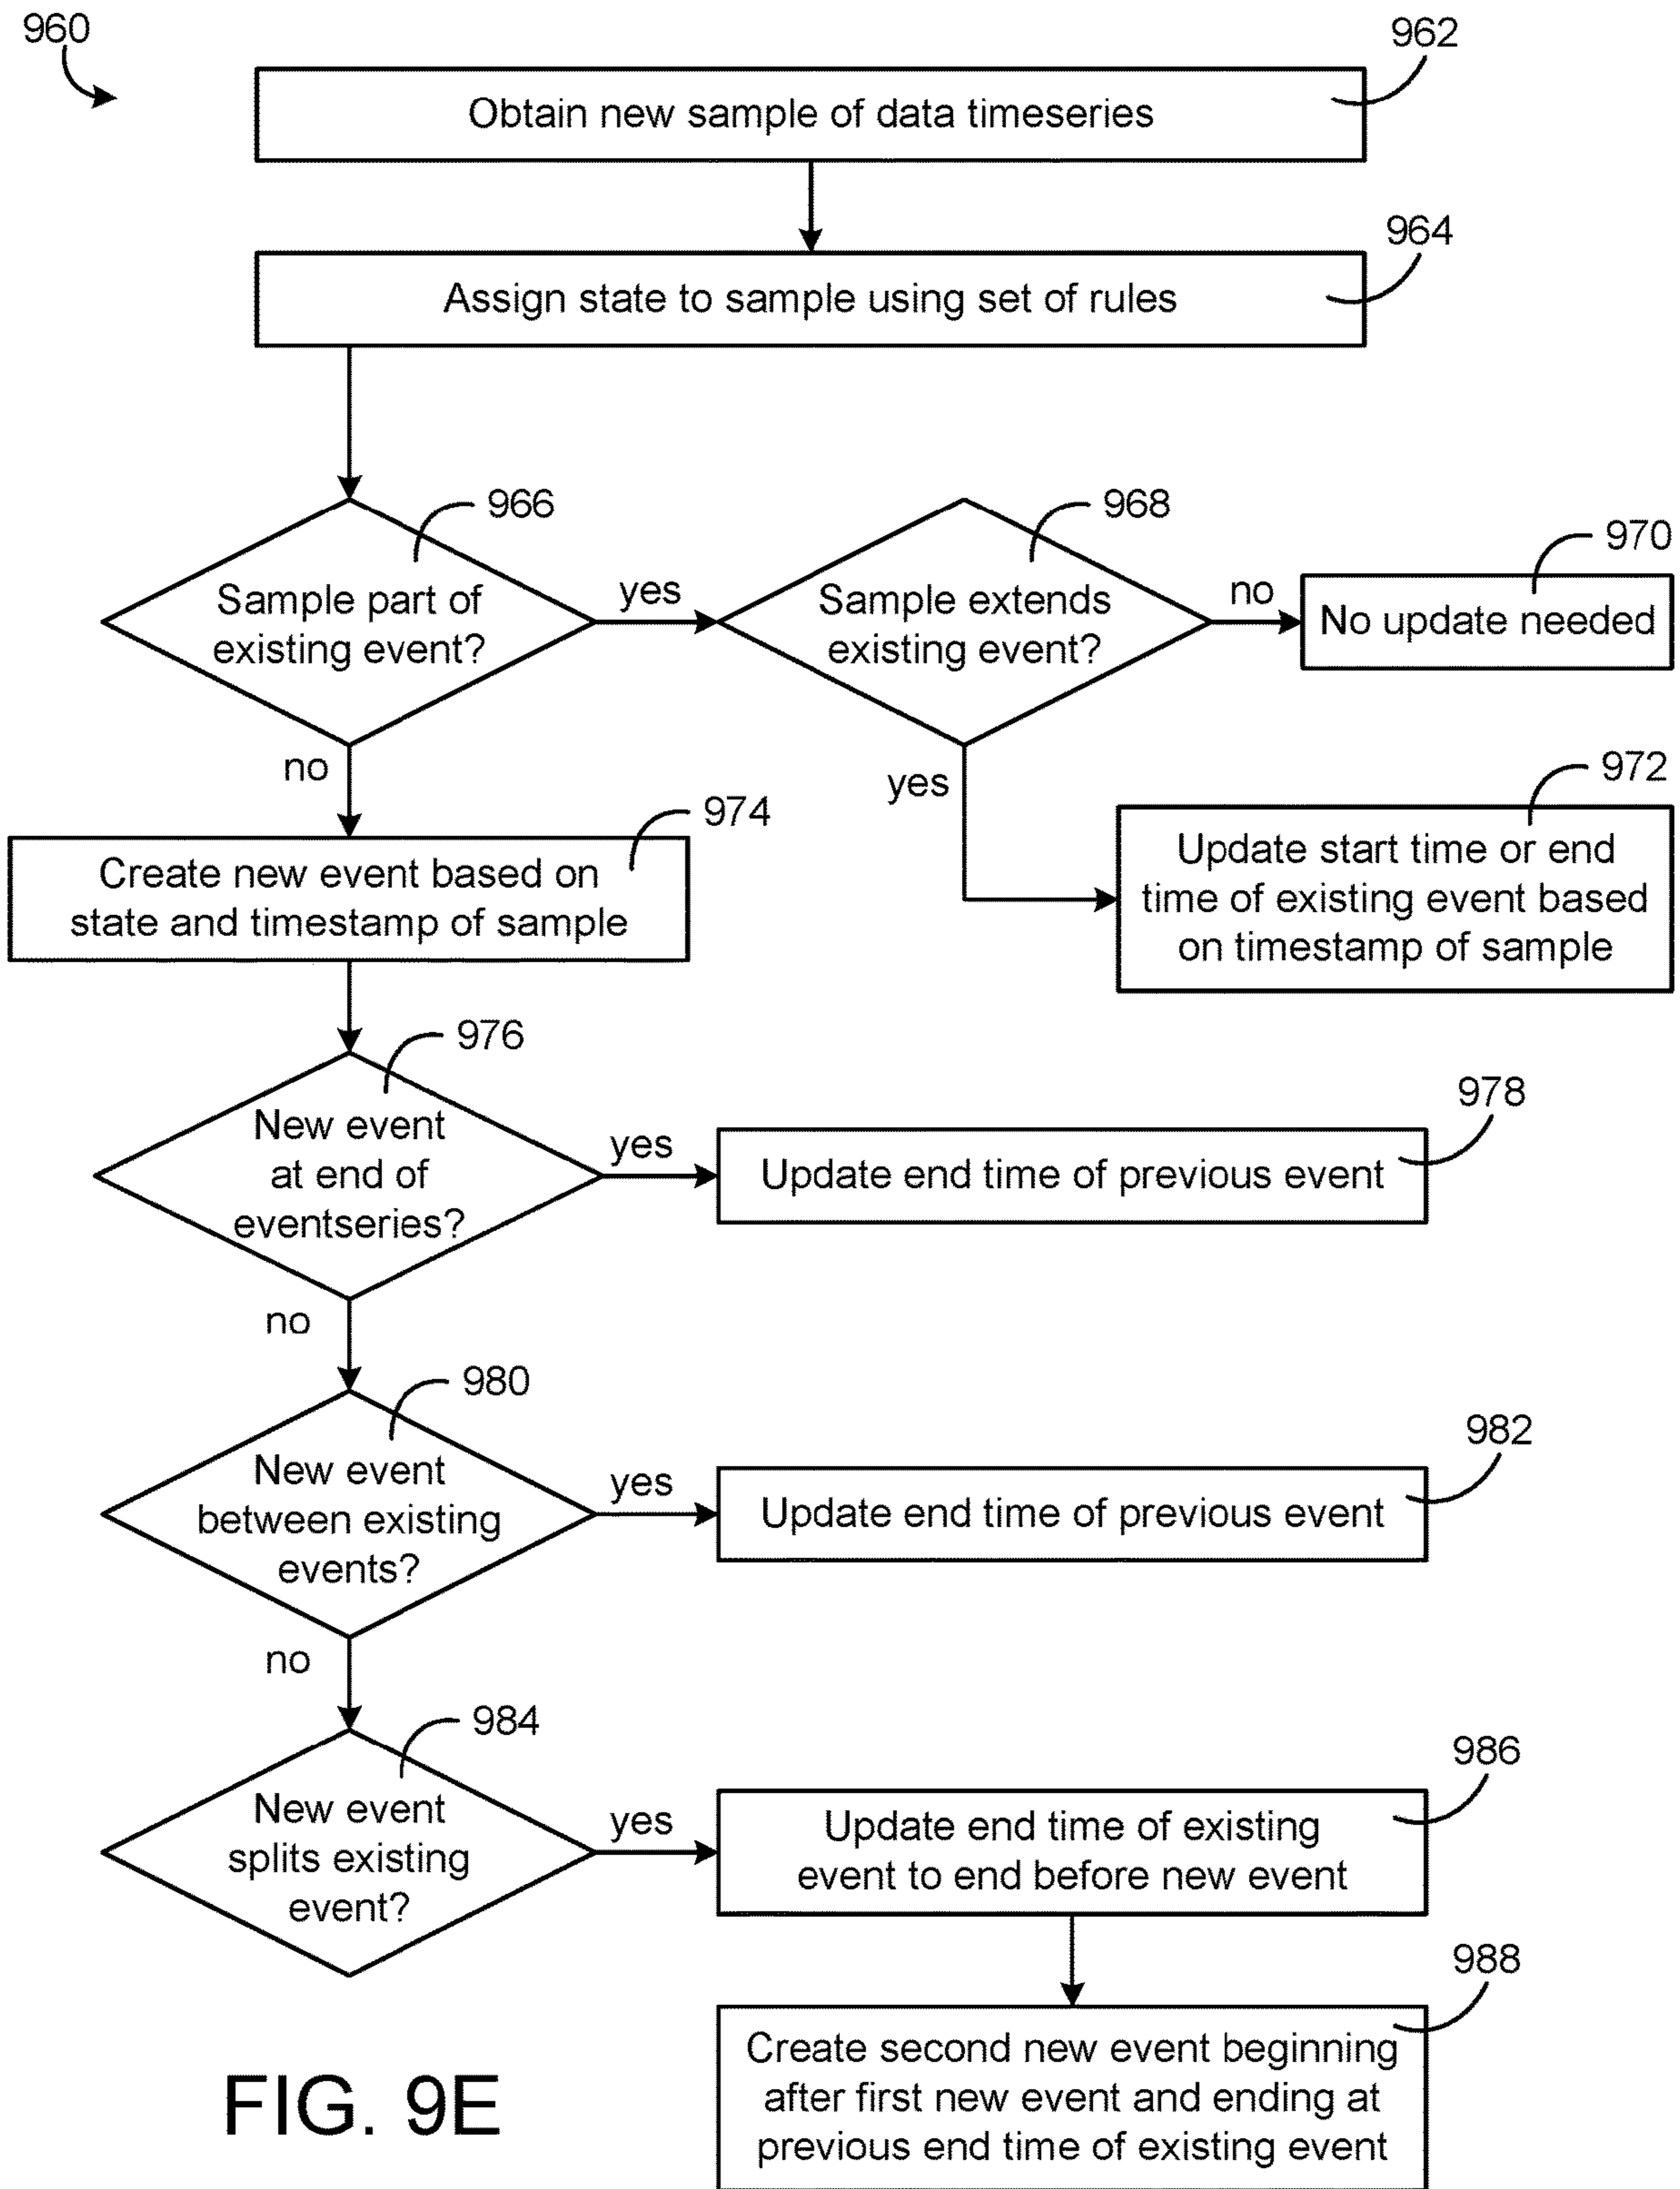 960
962
Obtain new sample of data timeseries
964
Assign state to sample using set of rules
966
Sample part of
existing event?
yes
968
Sample extends
existing event?
no
970
No update needed
no
yes
972
Update start time or end
time of existing event based
on timestamp of sample
974
Create new event based on
state and timestamp of sample
976
New event
at end of
eventseries?
yes
978
Update end time of previous event
no
980
New event
between existing
events?
yes
982
Update end time of previous event
no
984
New event
splits existing
event?
yes
986
Update end time of existing
event to end before new event
988
Create second new event beginning
after first new event and ending at
previous end time of existing event
FIG. 9E